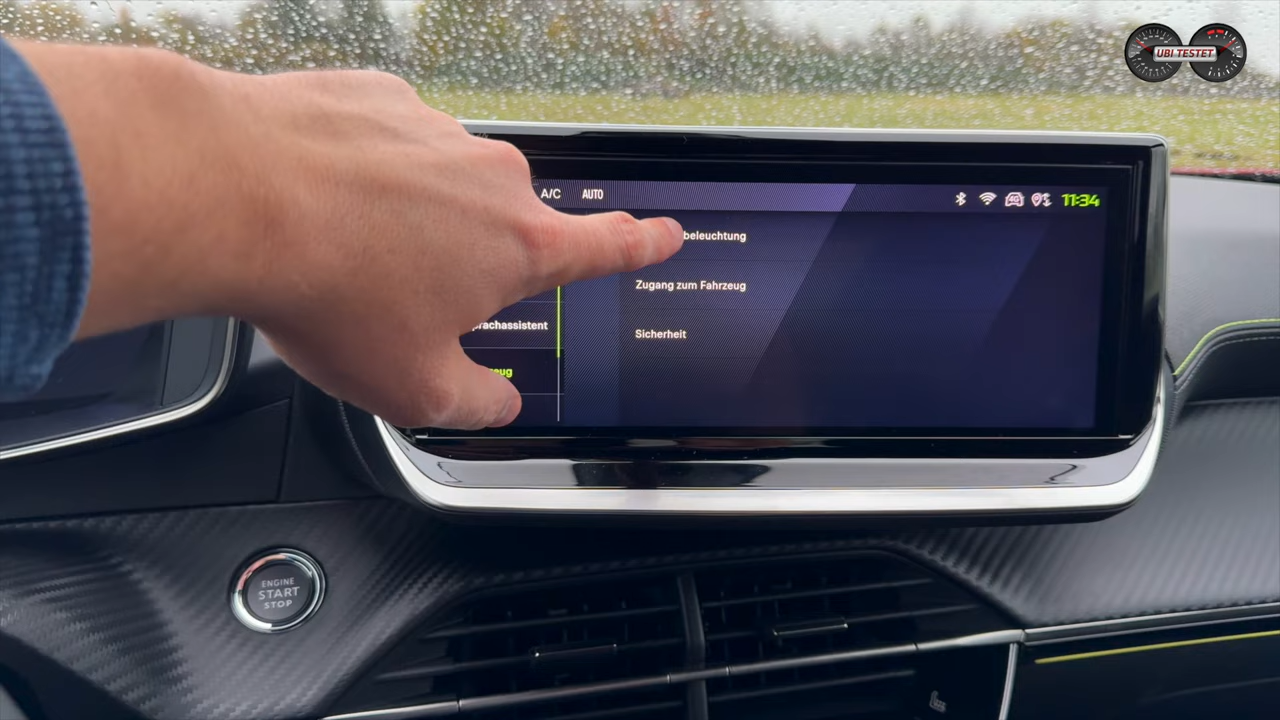 UBI TESTET
A/C AUTO
11:34
beleuchtung
Zugang zum Fahrzeug
Sicherheit
prachassistent
zeug
ENGINE
START
STOP